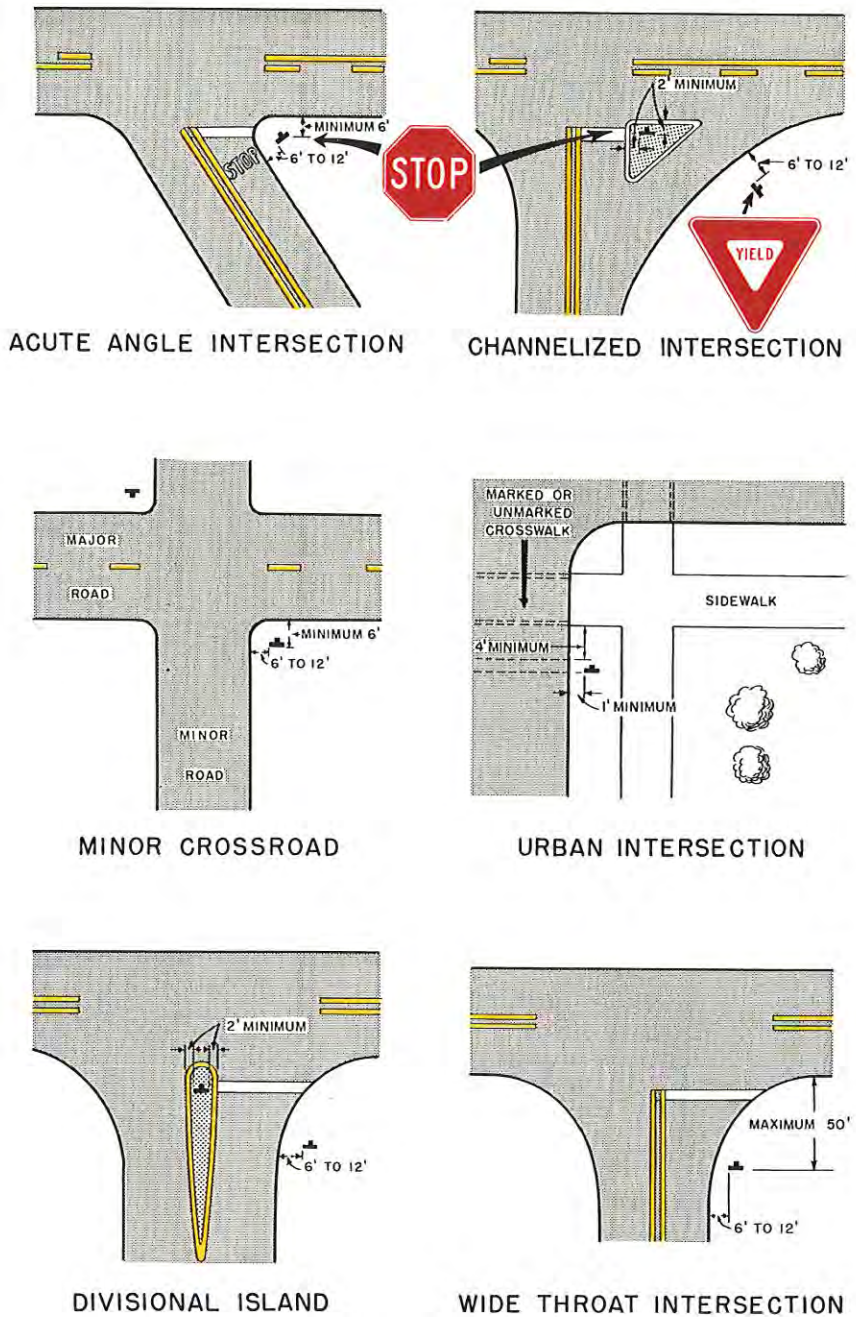 2' MINIMUM
MINIMUM 6'
STOP
6' TO 12'
STOP
6' TO 12'
YIELD
ACUTE ANGLE INTERSECTION
CHANNELIZED INTERSECTION
MAJOR
ROAD
MINIMUM 6'
6' TO 12'
MINOR
ROAD
MINOR CROSSROAD
MARKED OR
UNMARKED
CROSSWALK
SIDEWALK
4' MINIMUM
1' MINIMUM
URBAN INTERSECTION
2' MINIMUM
6' TO 12'
DIVISIONAL ISLAND
MAXIMUM 50'
6' TO 12'
WIDE THROAT INTERSECTION